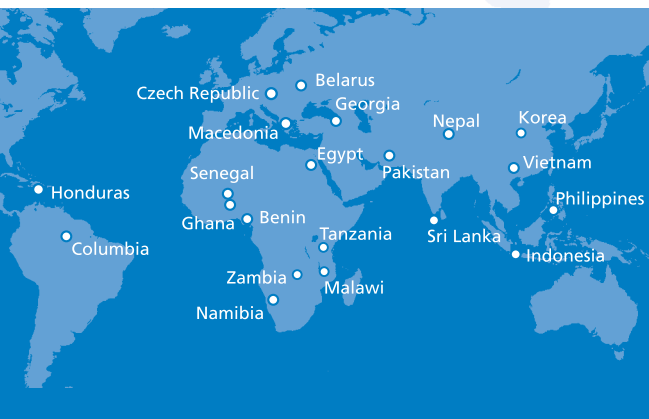 Belarus
Czech Republic
Georgia
Macedonia
Nepal
Korea
Egypt
Senegal
Pakistan
Vietnam
Honduras
Philippines
Ghana
Benin
Tanzania
Sri Lanka
Columbia
Indonesia
Zambia
Malawi
Namibia